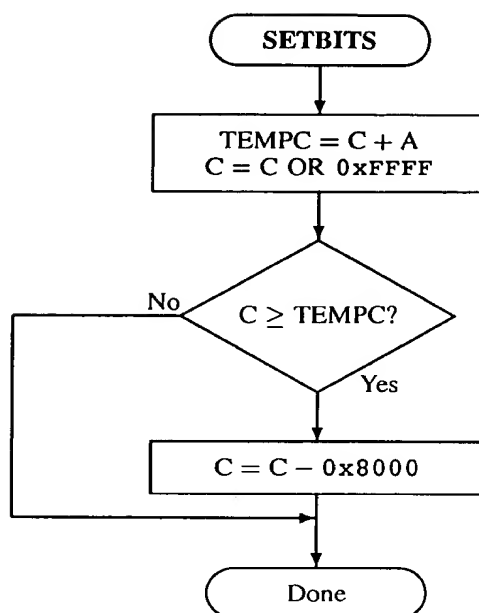 SETBITS
TEMPC = C + A
C = C OR 0xFFFF
No
C ≥ TEMPC?
Yes
C = C − 0x8000
Done